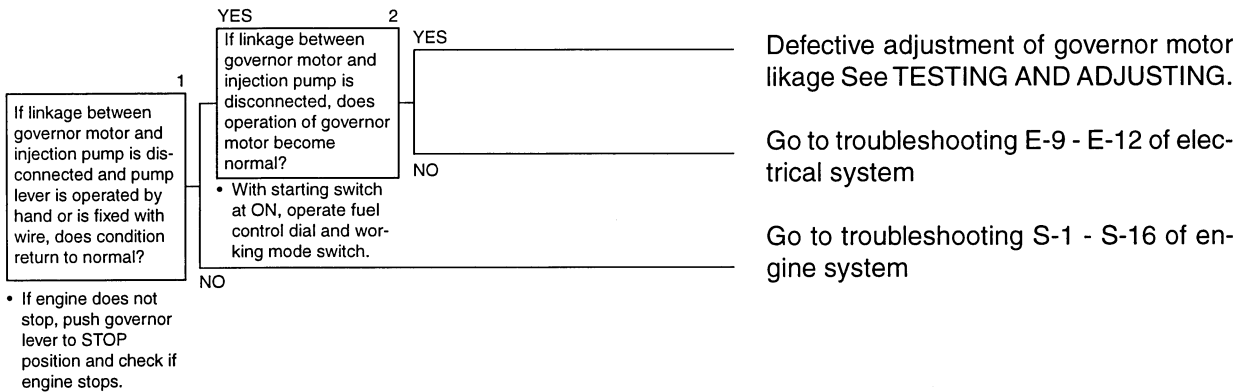 1
If linkage between
governor motor and
injection pump is dis-
connected and pump
lever is operated by
hand or is fixed with
wire, does condition
return to normal?
• If engine does not
stop, push governor
lever to STOP
position and check if
engine stops.
YES
2
If linkage between
governor motor and
injection pump is
disconnected, does
operation of governor
motor become
normal?
• With starting switch
at ON, operate fuel
control dial and wor-
king mode switch.
NO
YES
NO
Defective adjustment of governor motor
likage See TESTING AND ADJUSTING.
Go to troubleshooting E-9 - E-12 of elec-
trical system
Go to troubleshooting S-1 - S-16 of en-
gine system